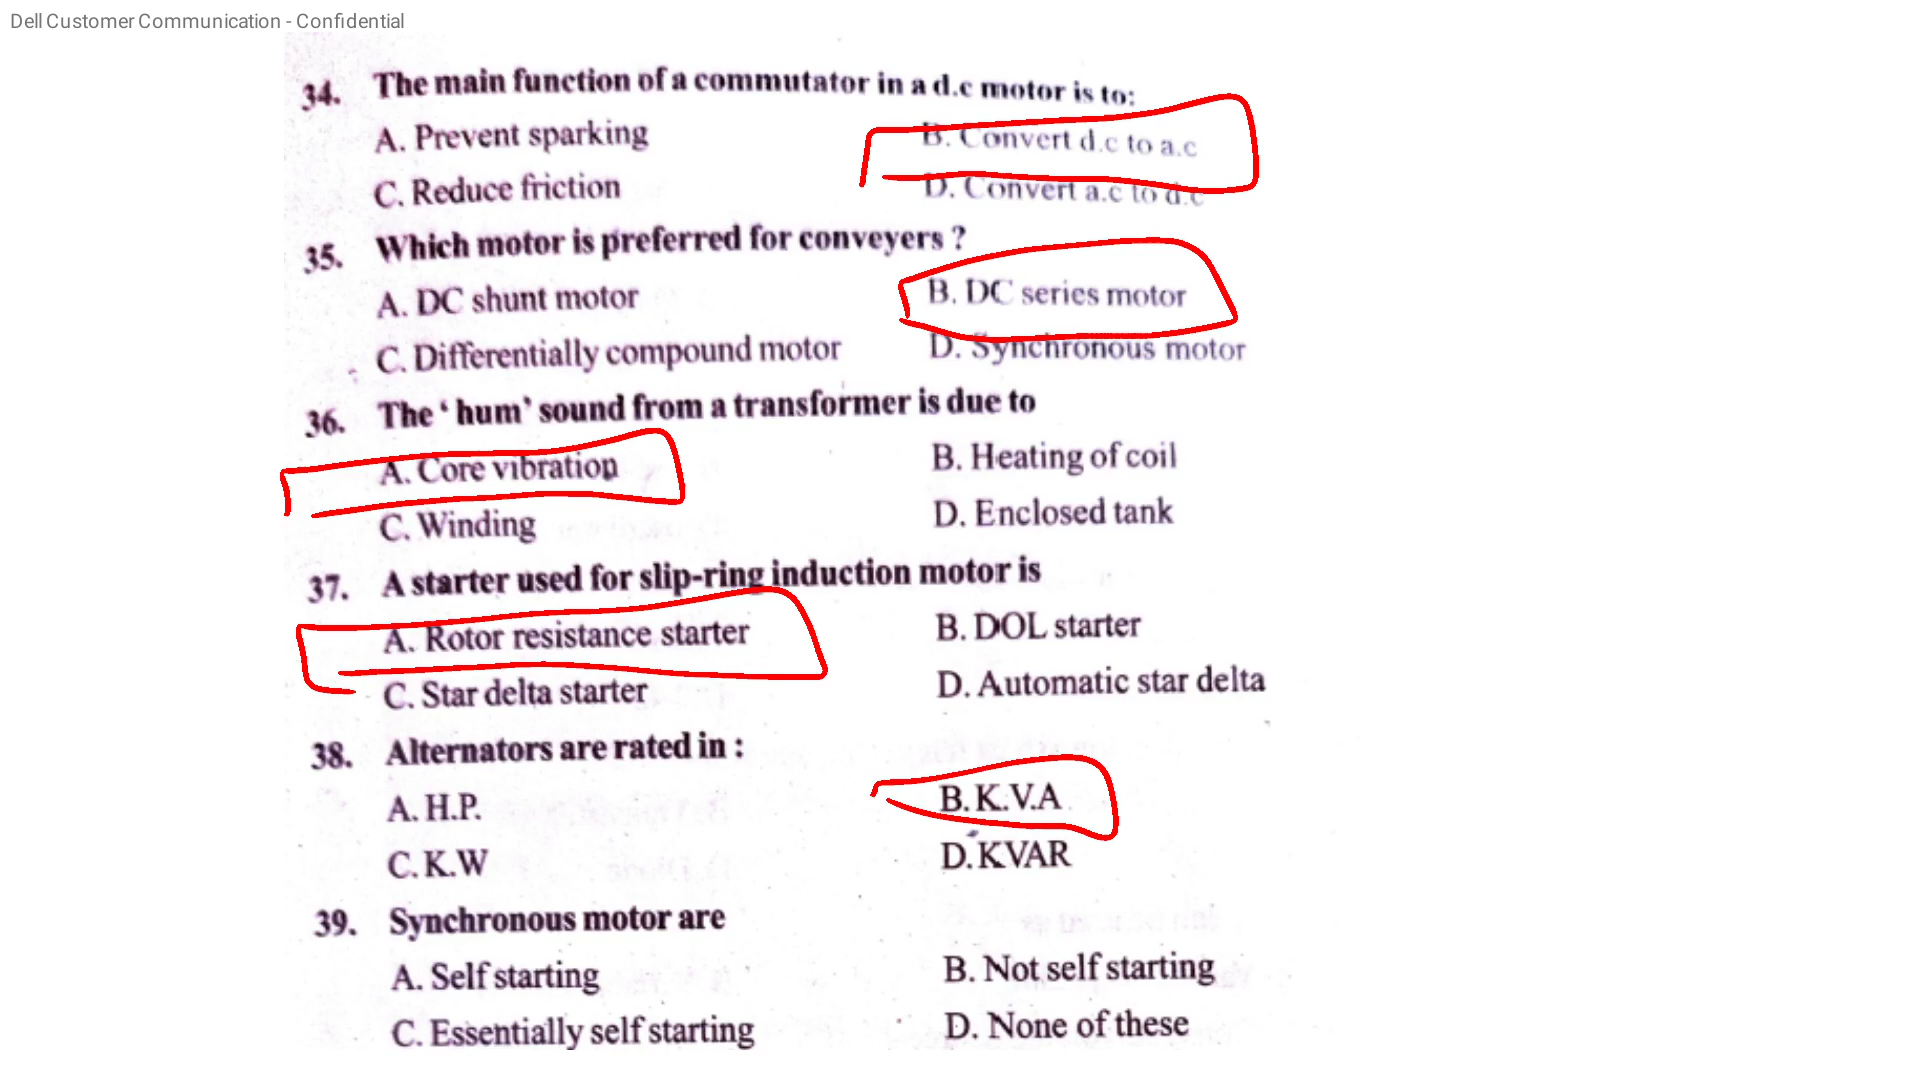 Dell Customer Communication - Confidential
34. The main function of a commutator in a d.c motor is to:
A. Prevent sparking B. Convert d.c to a.c
C. Reduce friction D. Convert a.c to d.c
35. Which motor is preferred for conveyers ?
A. DC shunt motor B. DC series motor
C. Differentially compound motor D. Synchronous motor
36. The ‘ hum’ sound from a transformer is due to
A. Core vibration B. Heating of coil
C. Winding D. Enclosed tank
37. A starter used for slip-ring induction motor is
A. Rotor resistance starter B. DOL starter
C. Star delta starter D. Automatic star delta
38. Alternators are rated in :
A. H.P. B. K.V.A
C. K.W D. KVAR
39. Synchronous motor are
A. Self starting B. Not self starting
C. Essentially self starting D. None of these